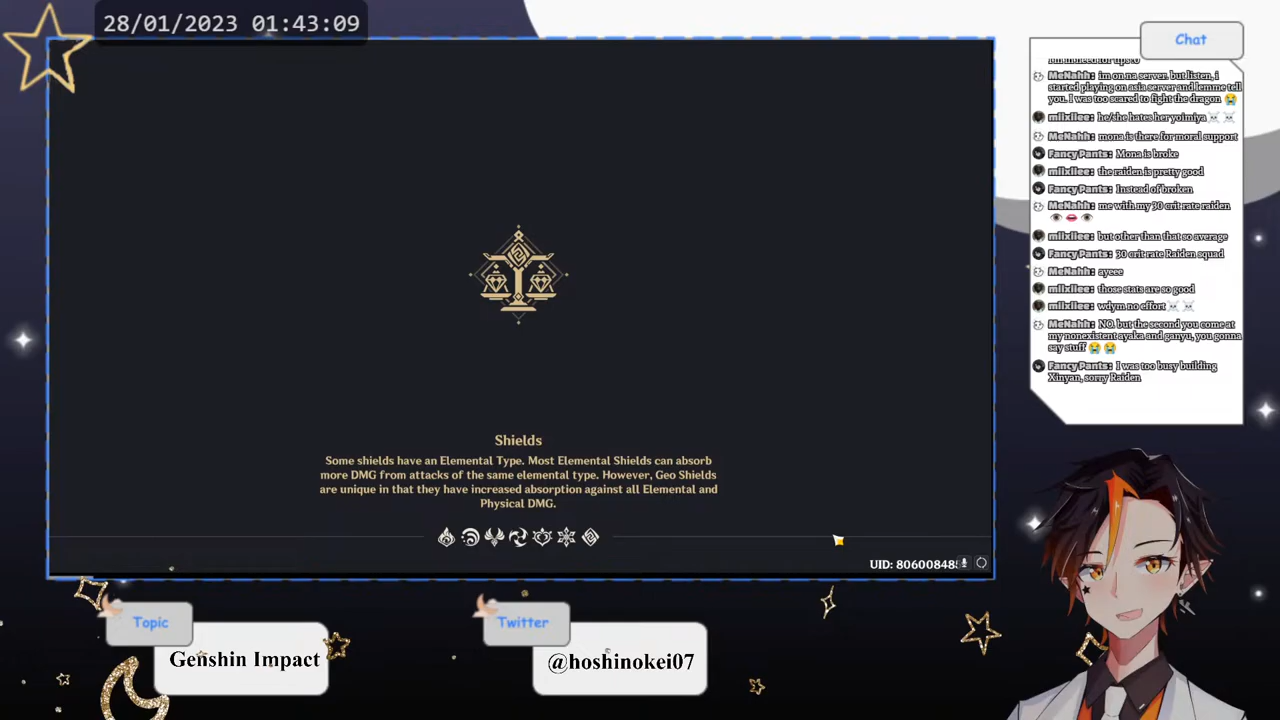 28/01/2023 01:43:09
Chat
MeNahh: im on na server. but listen, i
started playing on asia server and lemme tell
you. I was too scared to fight the dragon 😭
miixiiee: he/she hates her yoimiya☠️ ☠️
MeNahh: mona is there for moral support
Fancy Pants: Mona is broke
miixiiee: the raiden is pretty good
Fancy Pants: Instead of broken
MeNahh: me with my 30 crit rate raiden
👁️ 👄 👁️
miixiiee: but other than that so average
Fancy Pants: 30 crit rate Raiden squad
MeNahh: ayeee
miixiiee: those stats are so good
miixiiee: wdym no effort ☠️ ☠️
MeNahh: NO. but the second you come at
my nonexistent ayaka and ganyu, you gonna
say stuff 😭 😭
Fancy Pants: I was too busy building
Xinyan, sorry Raiden
Shields
Some shields have an Elemental Type. Most Elemental Shields can absorb
more DMG from attacks of the same elemental type. However, Geo Shields
are unique in that they have increased absorption against all Elemental and
Physical DMG.
UID: 80600848
Topic
Genshin Impact
Twitter
@hoshinokei07